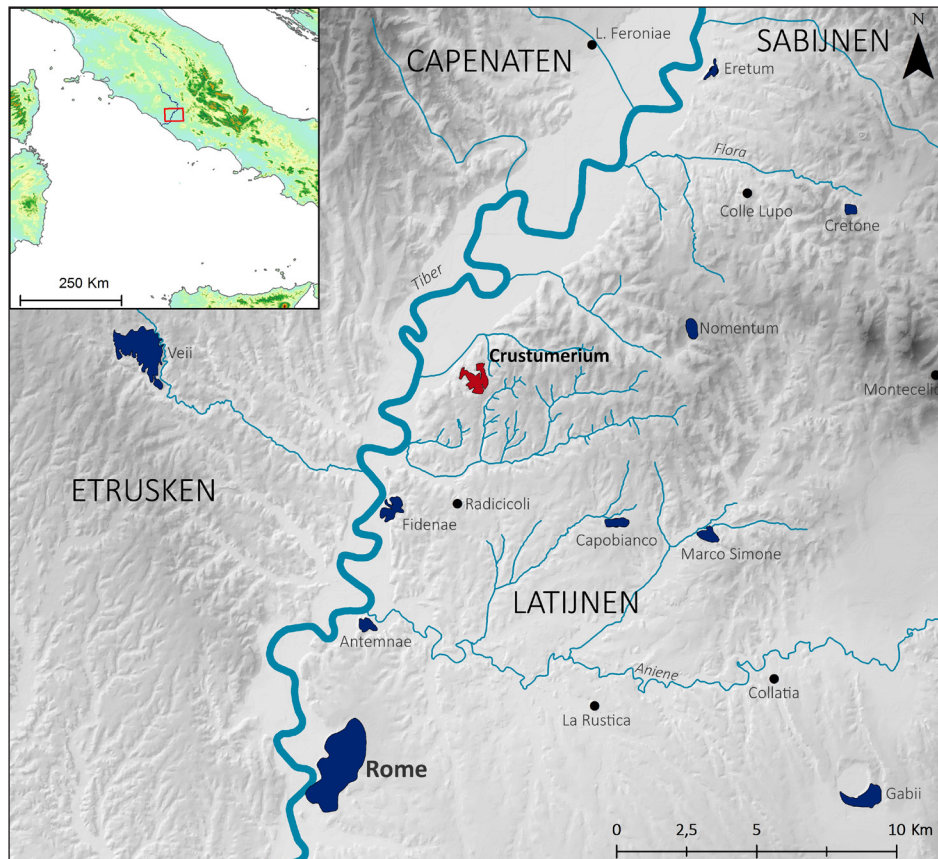 N
SABIJNEN
L. Feroniae
CAPENATEN
Eretum
Fiora
Colle Lupo
Cretone
250 Km
Tiber
Nomentum
Veii
Crustumerium
Montecelio
ETRUSKEN
Radicicoli
Fidenae
Capobianco
Marco Simone
LATIJNEN
Antemnae
Aniene
Collatia
La Rustica
Rome
Gabii
0 2,5 5 10 Km